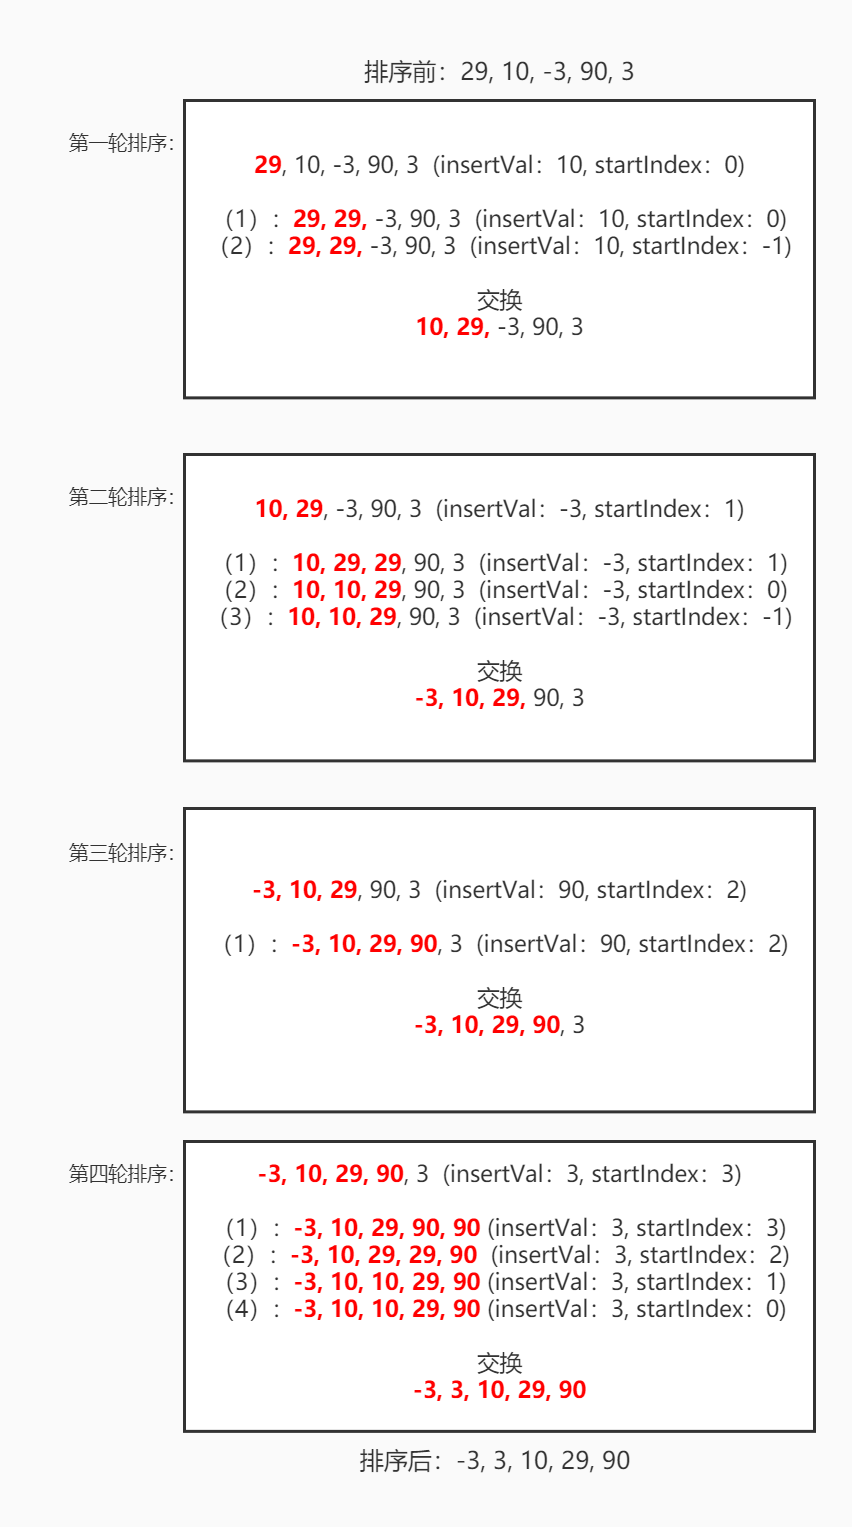 排序前：29, 10, -3, 90, 3
第一轮排序：
29, 10, -3, 90, 3（insertVal：10, startIndex：0）
（1）：29, 29, -3, 90, 3（insertVal：10, startIndex：0）
（2）：29, 29, -3, 90, 3（insertVal：10, startIndex：-1）
交换
10, 29, -3, 90, 3
第二轮排序：
10, 29, -3, 90, 3（insertVal：-3, startIndex：1）
（1）：10, 29, 29, 90, 3（insertVal：-3, startIndex：1）
（2）：10, 10, 29, 90, 3（insertVal：-3, startIndex：0）
（3）：10, 10, 29, 90, 3（insertVal：-3, startIndex：-1）
交换
-3, 10, 29, 90, 3
第三轮排序：
-3, 10, 29, 90, 3（insertVal：90, startIndex：2）
（1）：-3, 10, 29, 90, 3（insertVal：90, startIndex：2）
交换
-3, 10, 29, 90, 3
第四轮排序：
-3, 10, 29, 90, 3（insertVal：3, startIndex：3）
（1）：-3, 10, 29, 90, 90 (insertVal：3, startIndex：3)
（2）：-3, 10, 29, 29, 90（insertVal：3, startIndex：2）
（3）：-3, 10, 10, 29, 90 (insertVal：3, startIndex：1)
（4）：-3, 10, 10, 29, 90 (insertVal：3, startIndex：0)
交换
-3, 3, 10, 29, 90
排序后：-3, 3, 10, 29, 90